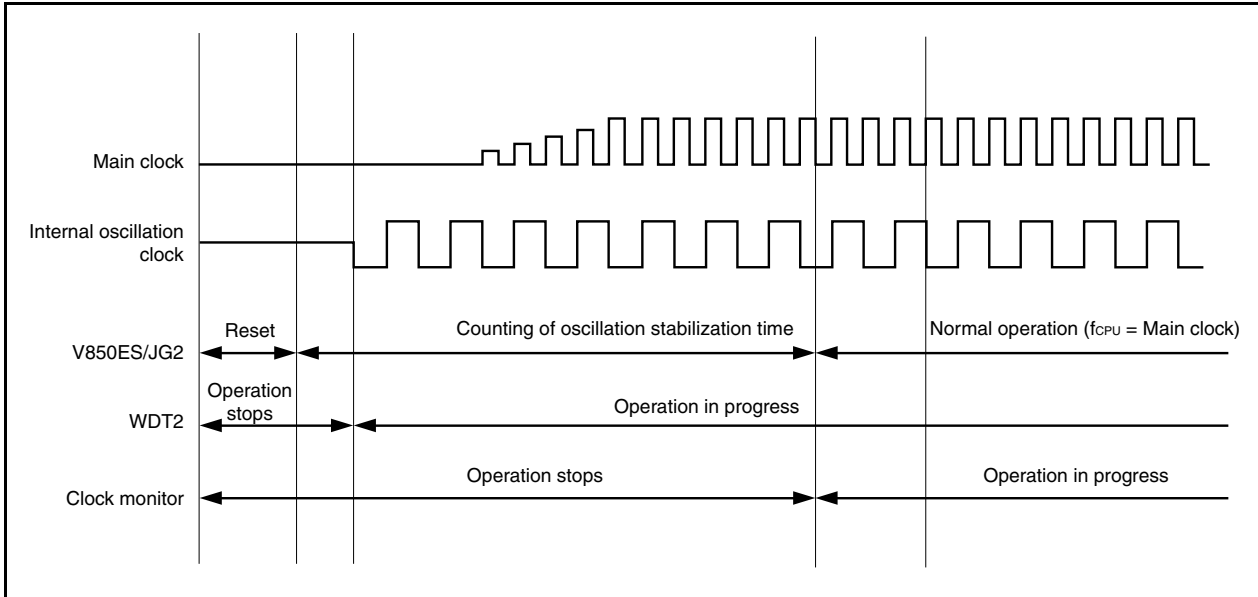 Main clock
Internal oscillation
clock
Reset
Counting of oscillation stabilization time
Normal operation (fCPU = Main clock)
V850ES/JG2
Operation
stops
Operation in progress
WDT2
Operation stops
Operation in progress
Clock monitor